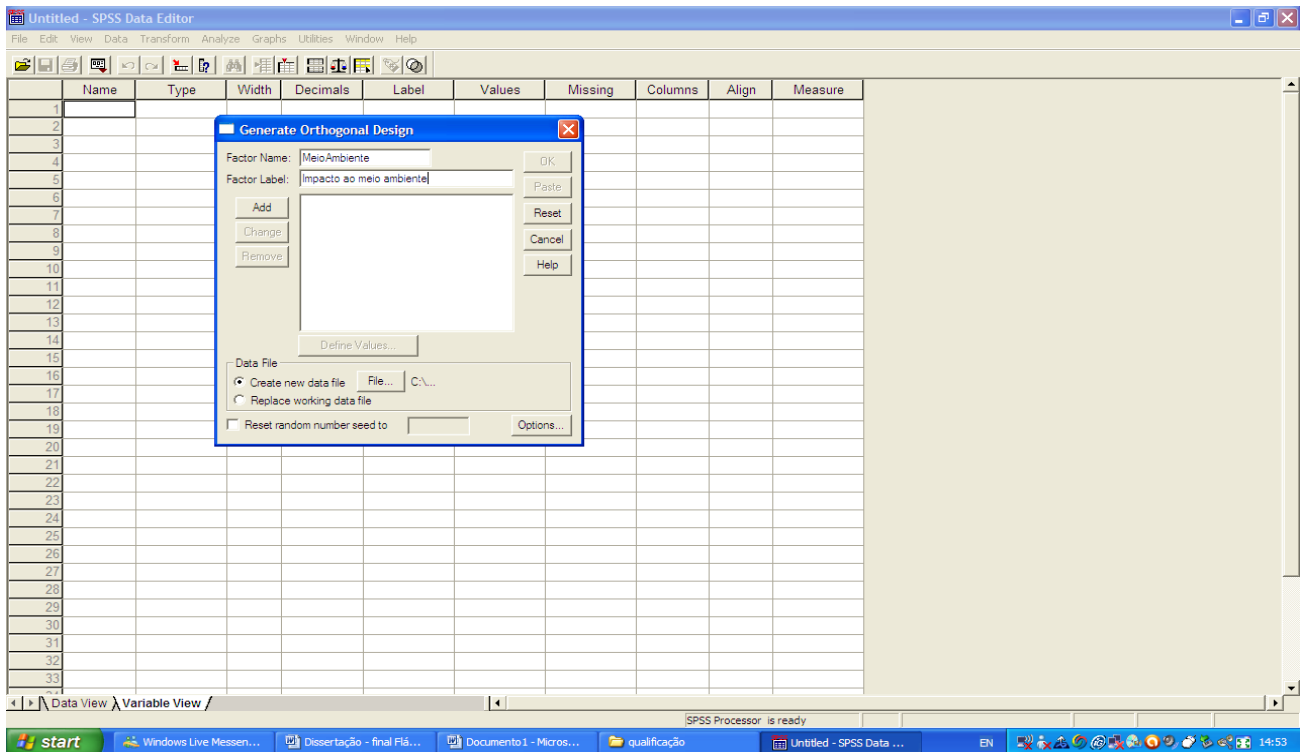 Untitled - SPSS Data Editor
File Edit View Data Transform Analyze Graphs Utilities Window Help
Name Type Width Decimals Label Values Missing Columns Align Measure
1
2
3
4
5
6
7
8
9
10
11
12
13
14
15
16
17
18
19
20
21
22
23
24
25
26
27
28
29
30
31
32
33
Generate Orthogonal Design
Factor Name: MeioAmbiente
OK
Factor Label: Impacto ao meio ambiente
Paste
Add
Reset
Change
Cancel
Remove
Help
Define Values...
Data File
Create new data file File... C:\...
Replace working data file
Reset random number seed to
Options...
Data View Variable View
SPSS Processor is ready
start Windows Live Messen... Dissertação - final Flá... Documento1 - Micros... qualificação Untitled - SPSS Data ... EN 14:53